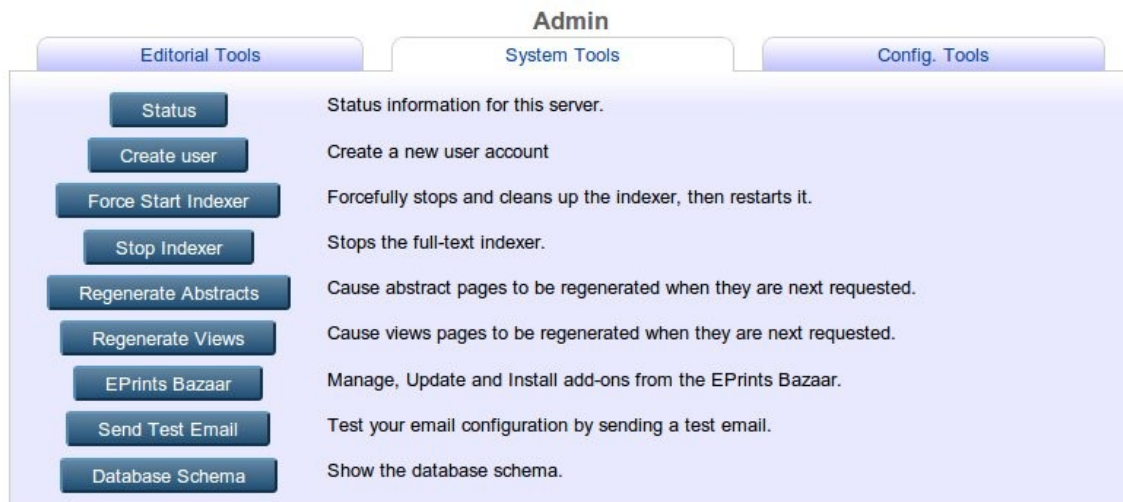 Admin
Editorial Tools System Tools Config. Tools
Status Status information for this server.
Create user Create a new user account
Force Start Indexer Forcefully stops and cleans up the indexer, then restarts it.
Stop Indexer Stops the full-text indexer.
Regenerate Abstracts Cause abstract pages to be regenerated when they are next requested.
Regenerate Views Cause views pages to be regenerated when they are next requested.
EPrints Bazaar Manage, Update and Install add-ons from the EPrints Bazaar.
Send Test Email Test your email configuration by sending a test email.
Database Schema Show the database schema.